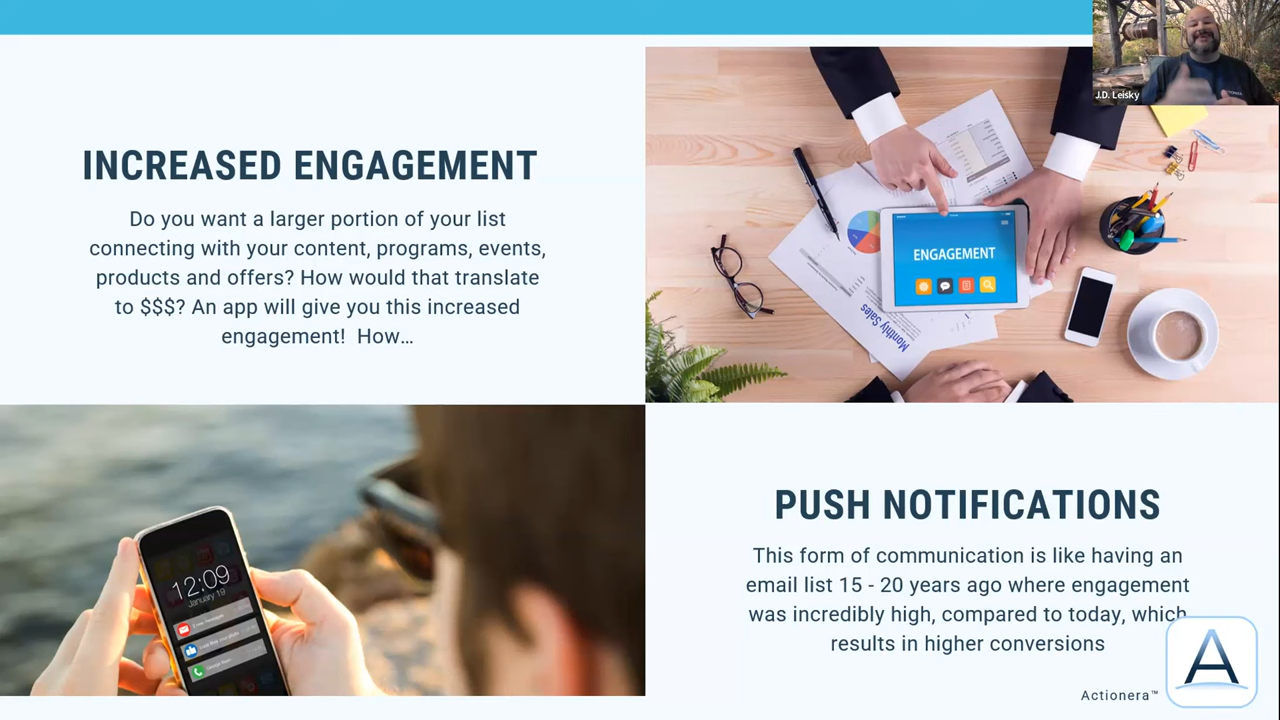 J.D. Leisky
INCREASED ENGAGEMENT
Do you want a larger portion of your list
connecting with your content, programs, events,
products and offers? How would that translate
to $$$? An app will give you this increased
engagement!  How...
ENGAGEMENT
Monthly Sales
12:09
January 19
PUSH NOTIFICATIONS
This form of communication is like having an
email list 15 - 20 years ago where engagement
was incredibly high, compared to today, which
results in higher conversions
A
Actionera™